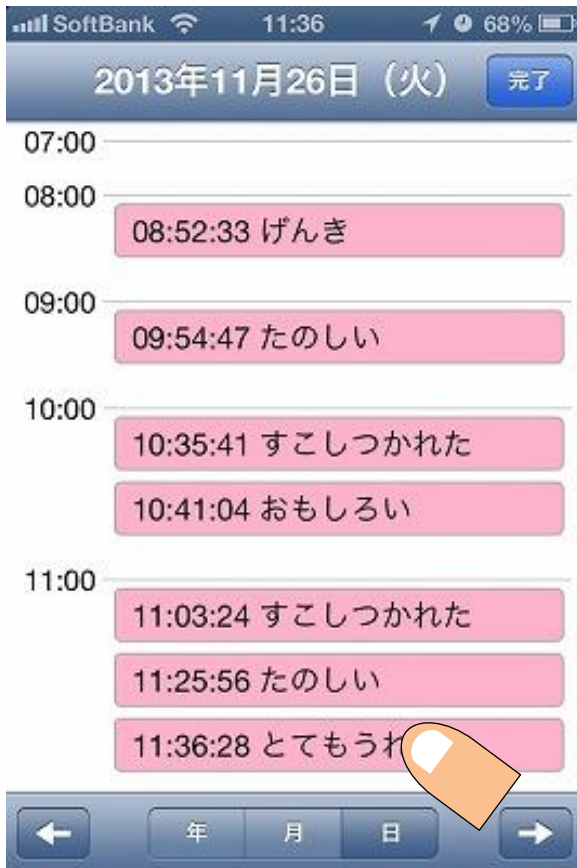 SoftBank 11:36 68%
2013年11月26日（火） 完了
07:00
08:00
08:52:33 げんき
09:00
09:54:47 たのしい
10:00
10:35:41 すこしつかれた
10:41:04 おもしろい
11:00
11:03:24 すこしつかれた
11:25:56 たのしい
11:36:28 とてもう
年 月 日